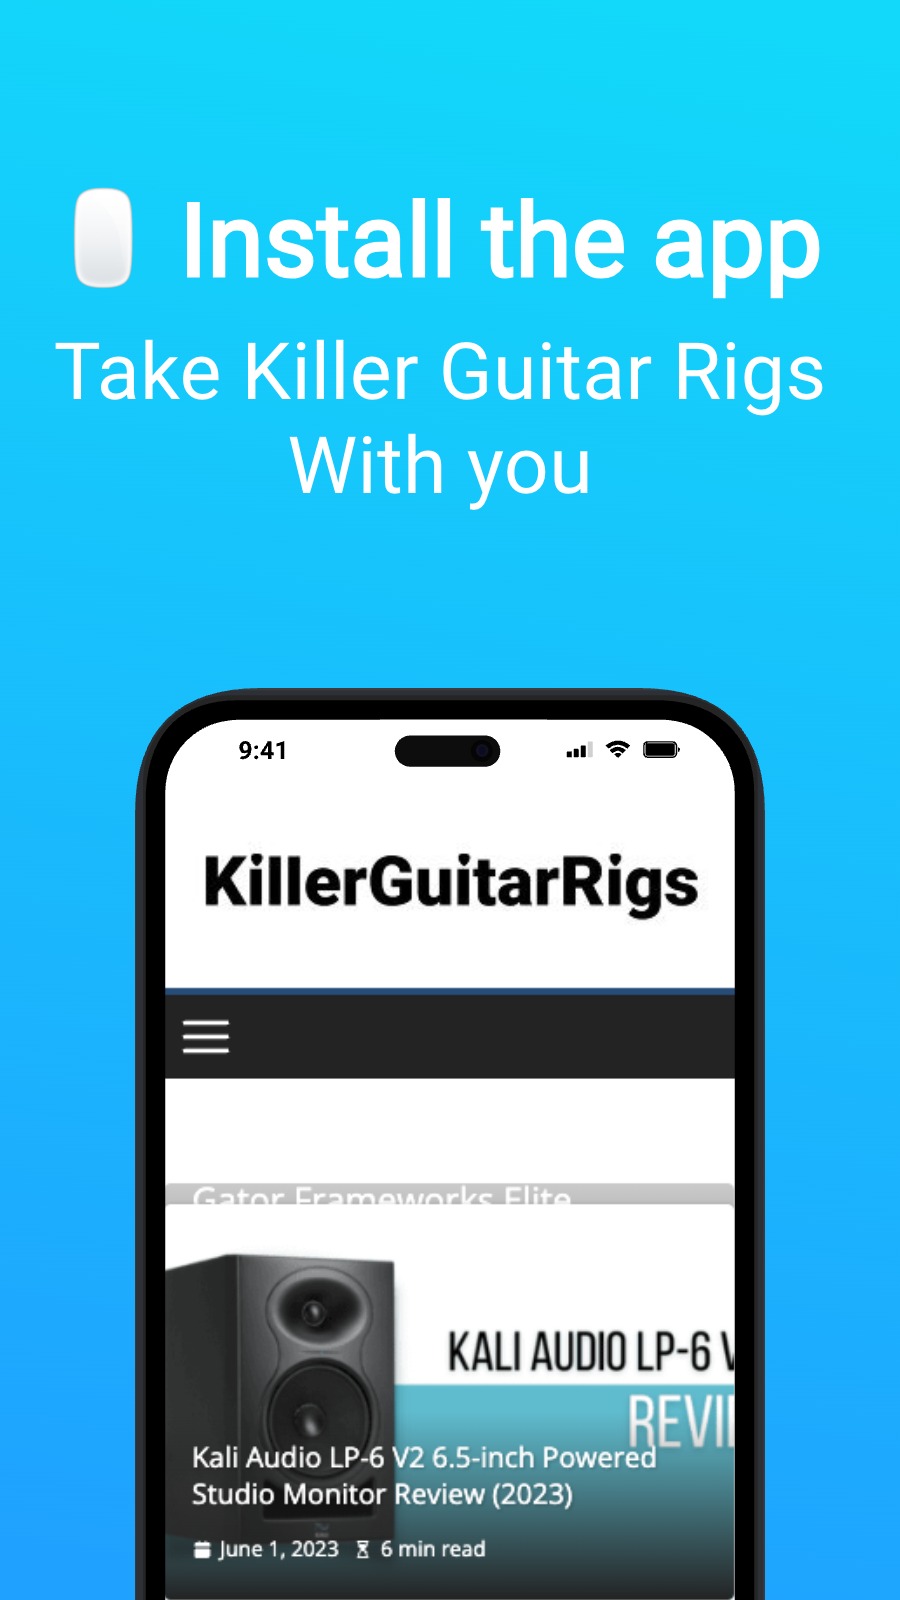 Install the app
Take Killer Guitar Rigs
With you
9:41
KillerGuitarRigs
Gator Frameworks Elite
KALI AUDIO LP-6 V
REVI
Kali Audio LP-6 V2 6.5-inch Powered
Studio Monitor Review (2023)
June 1, 2023 6 min read